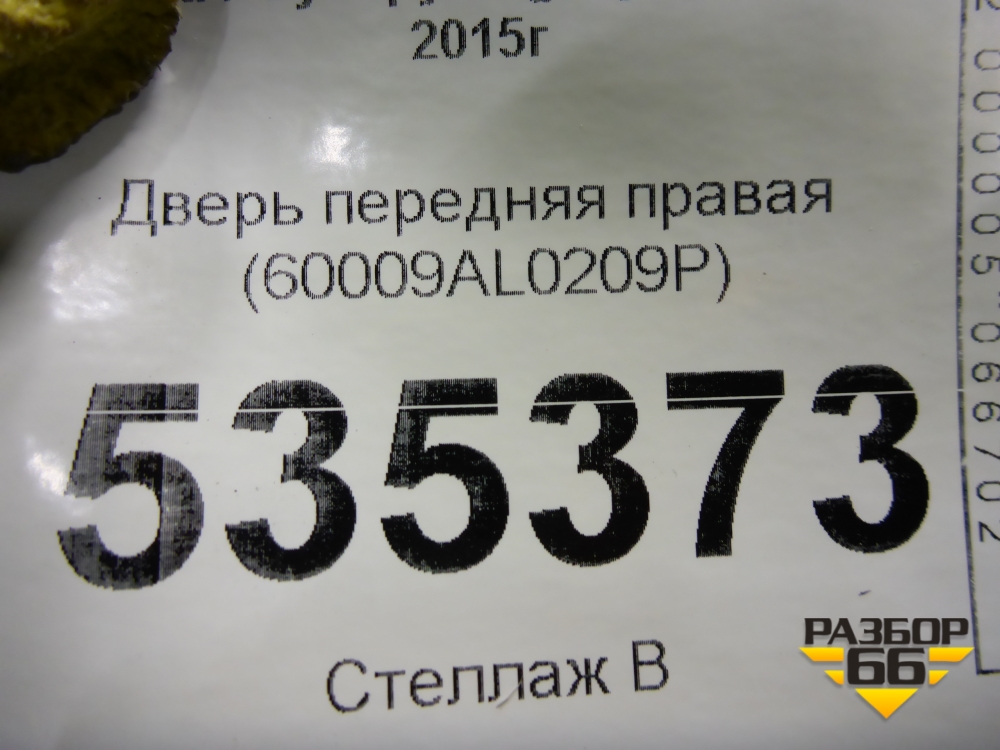 2015г
Дверь передняя правая
(60009AL0209P)
535373
Стеллаж В
РАЗБОР
66